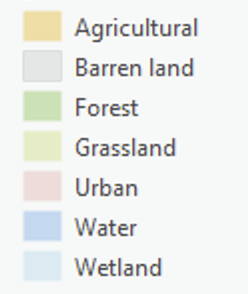 Agricultural
Barren land
Forest
Grassland
Urban
Water
Wetland